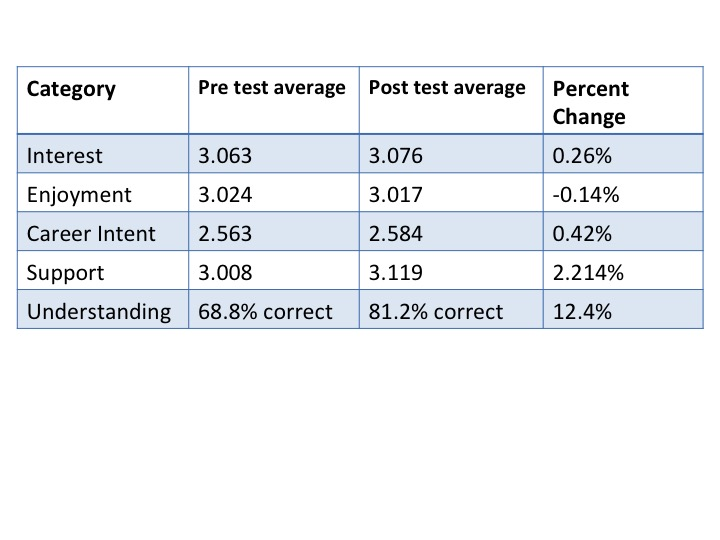 Category Pre test average Post test average Percent Change
Interest 3.063 3.076 0.26%
Enjoyment 3.024 3.017 -0.14%
Career Intent 2.563 2.584 0.42%
Support 3.008 3.119 2.214%
Understanding 68.8% correct 81.2% correct 12.4%